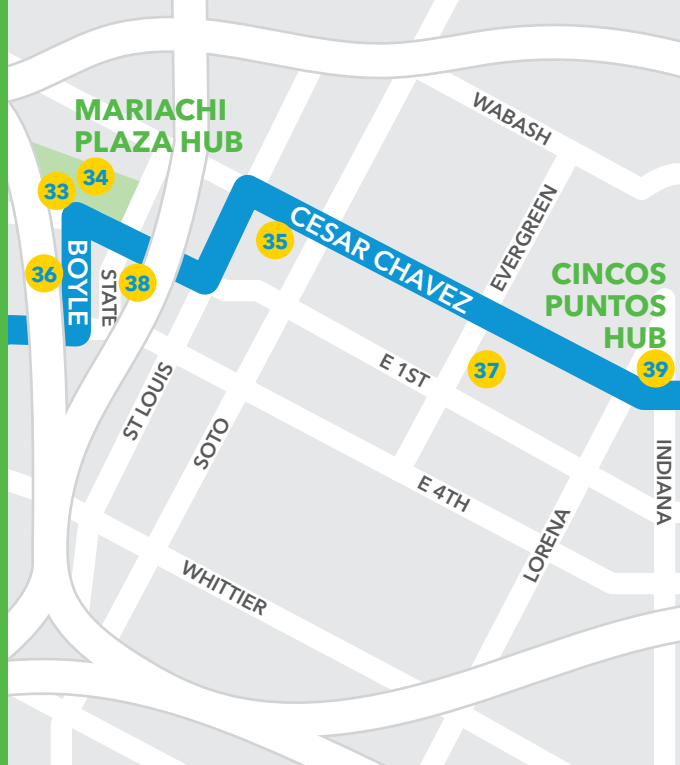 MARIACHI
PLAZA HUB
WABASH
33
34
EVERGREEN
CESAR CHAVEZ
35
36
BOYLE
STATE
38
CINCOS
PUNTOS
HUB
39
E 1ST
37
ST LOUIS
SOTO
INDIANA
E 4TH
LORENA
WHITTIER